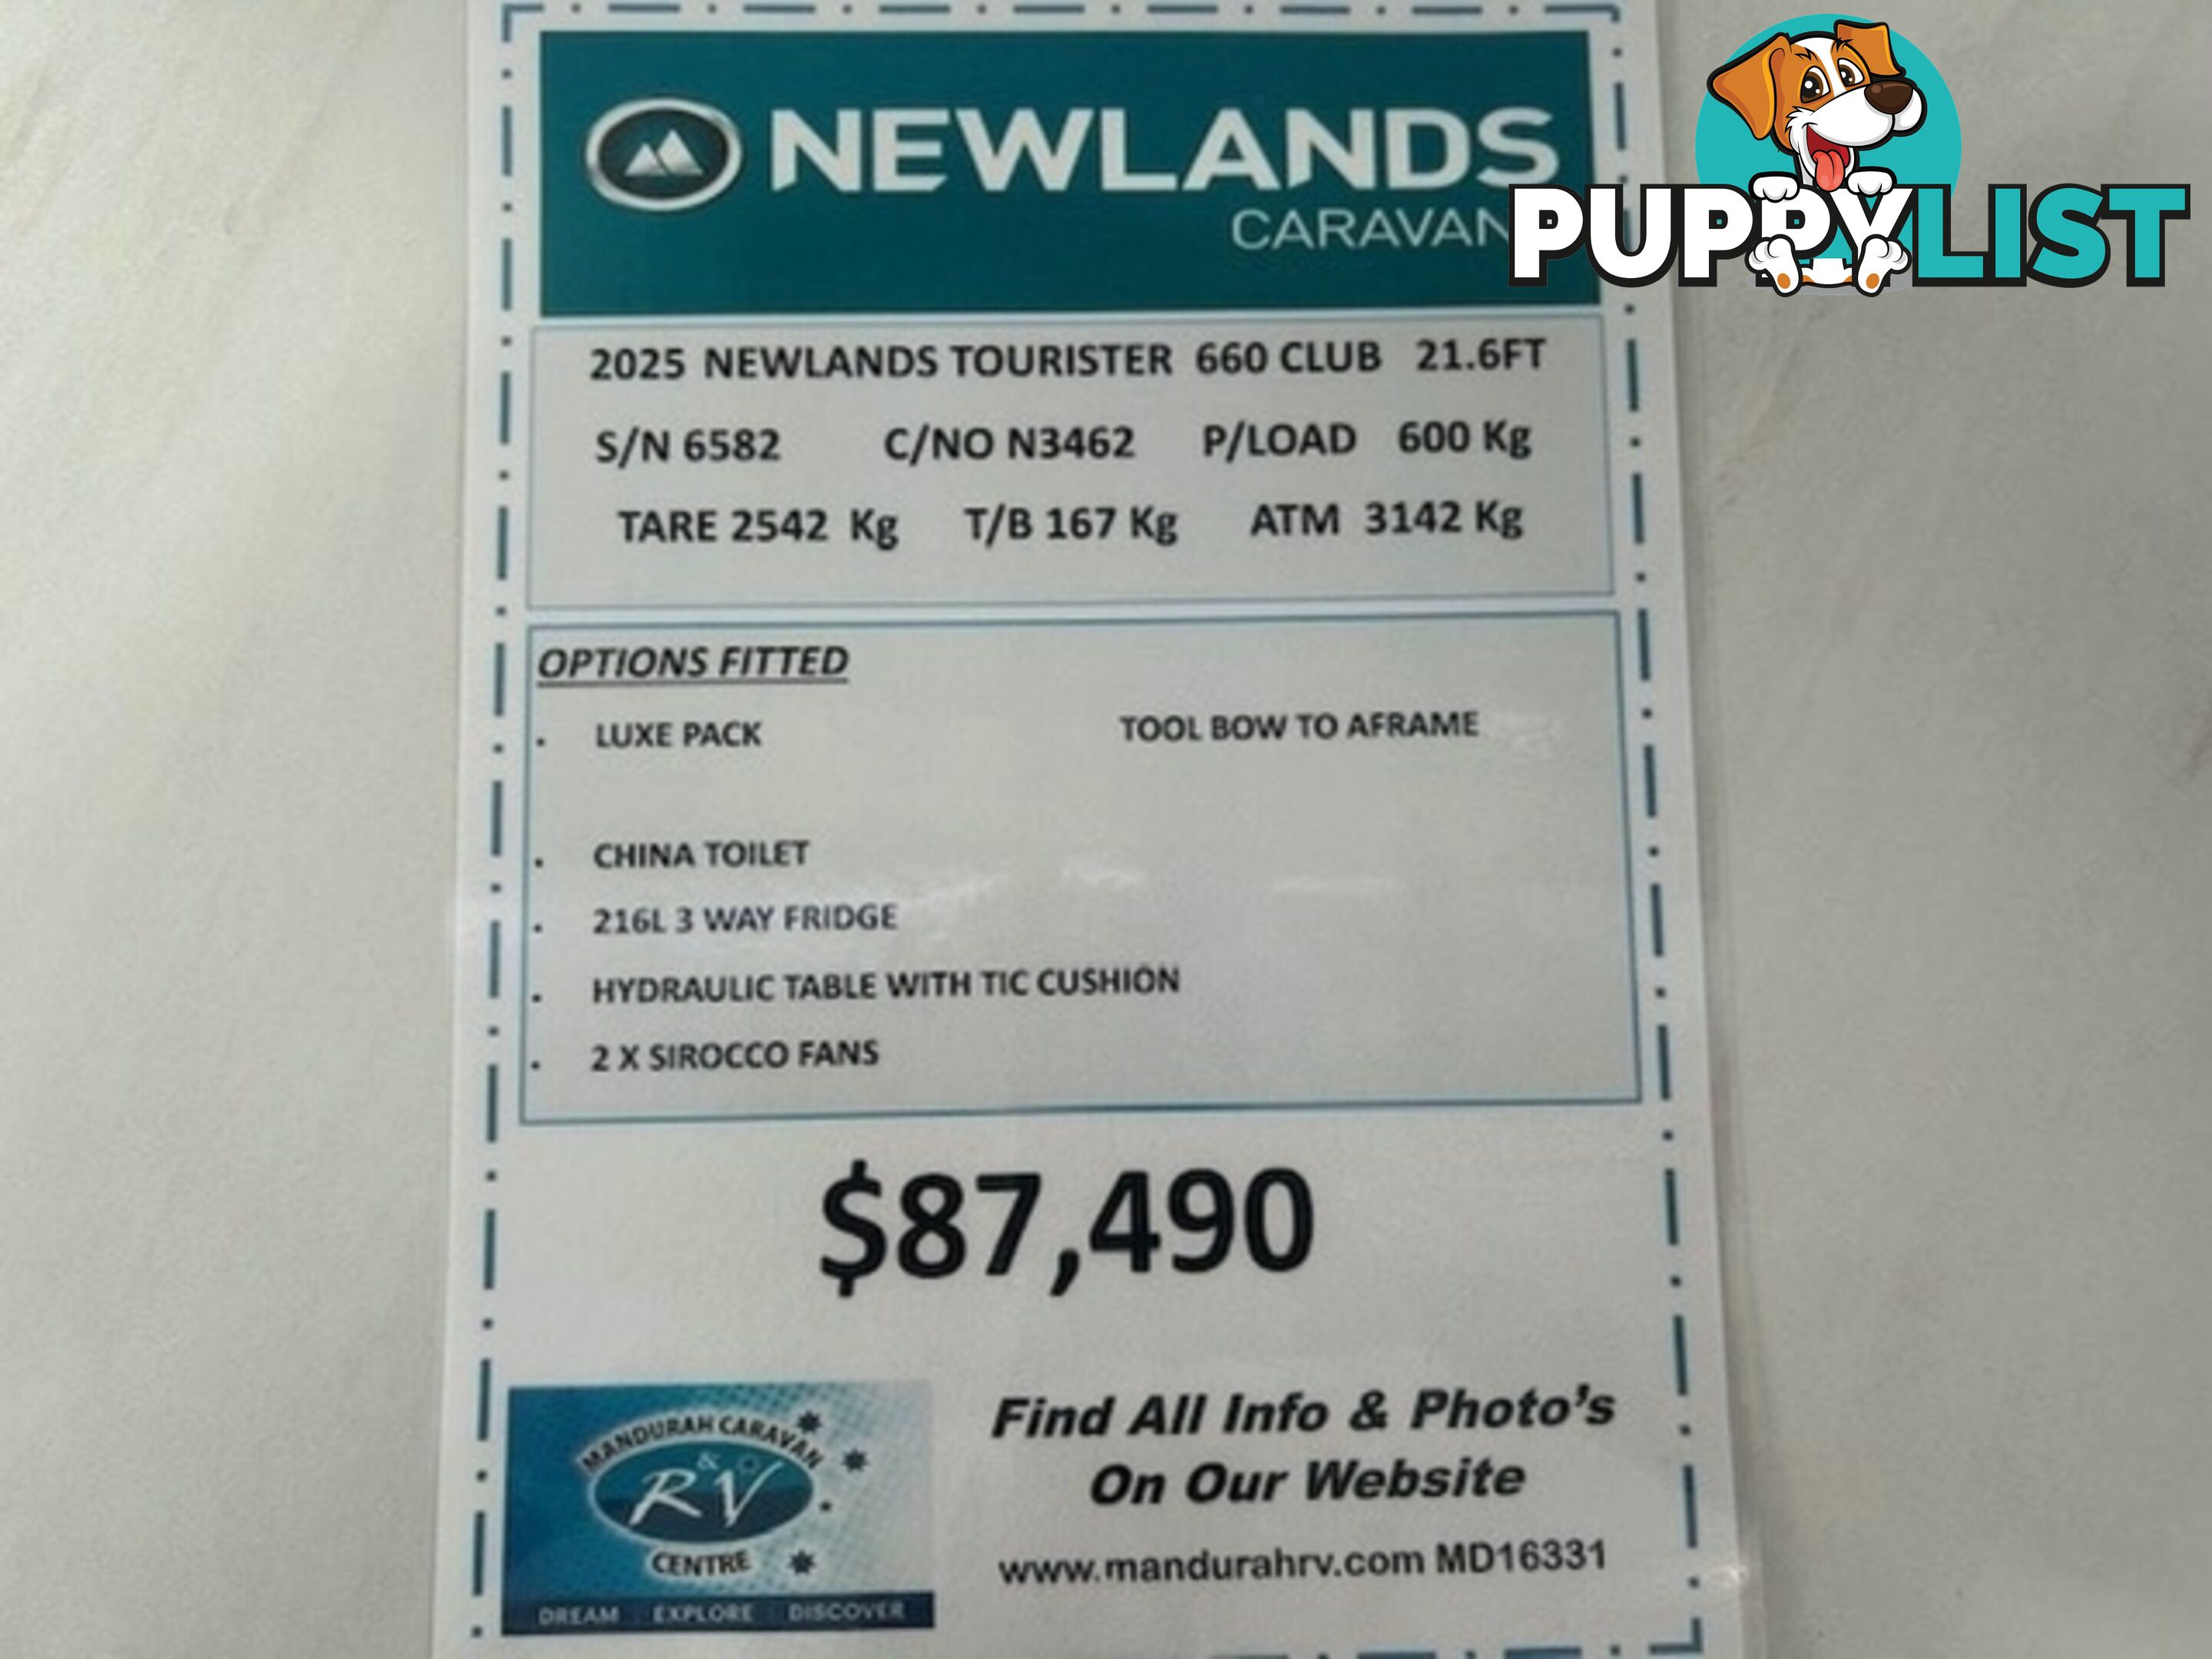 NEWLANDS
CARAVAN
PUPPYLIST
2025 NEWLANDS TOURISTER 660 CLUB 21.6FT
S/N 6582 C/NO N3462 P/LOAD 600 Kg
TARE 2542 Kg T/B 167 Kg ATM 3142 Kg
OPTIONS FITTED
. LUXE PACK TOOL BOW TO AFRAME
. CHINA TOILET
. 216L 3 WAY FRIDGE
. HYDRAULIC TABLE WITH TIC CUSHION
. 2 X SIROCCO FANS
$87,490
MANDURAH CARAVAN
& RV
CENTRE
DREAM EXPLORE DISCOVER
Find All Info & Photo's
On Our Website
www.mandurahrv.com MD16331